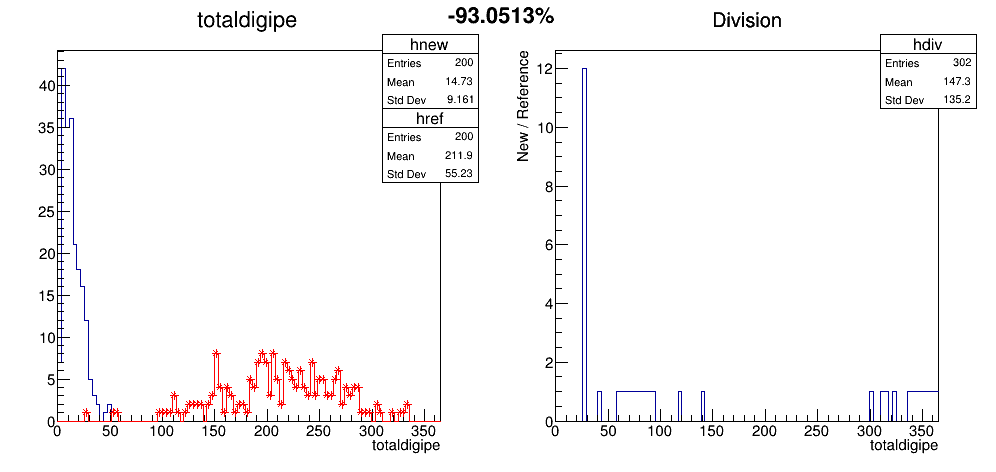 -93.0513%
totaldigipe
hnew
Entries 200
Mean 14.73
Std Dev 9.161
href
Entries 200
Mean 211.9
Std Dev 55.23
40
35
30
25
20
15
10
5
0
0 50 100 150 200 250 300 350
totaldigipe
Division
hdiv
Entries 302
Mean 147.3
Std Dev 135.2
New / Reference
12
10
8
6
4
2
0
0 50 100 150 200 250 300 350
totaldigipe